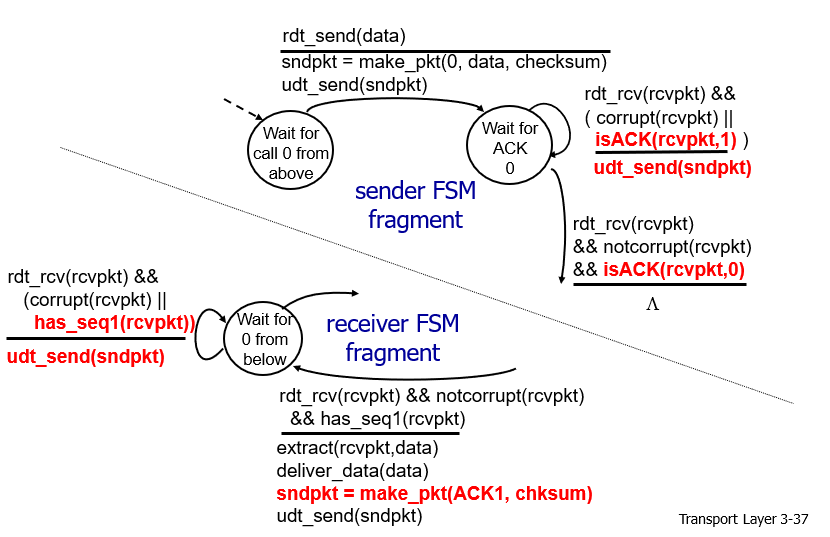 rdt_send(data)
sndpkt = make_pkt(0, data, checksum)
udt_send(sndpkt)
Wait for
call 0 from
above
Wait for
ACK
0
rdt_rcv(rcvpkt) &&
( corrupt(rcvpkt) ||
isACK(rcvpkt,1) )
udt_send(sndpkt)
sender FSM
fragment
rdt_rcv(rcvpkt)
&& notcorrupt(rcvpkt)
&& isACK(rcvpkt,0)
Λ
rdt_rcv(rcvpkt) &&
(corrupt(rcvpkt) ||
has_seq1(rcvpkt))
udt_send(sndpkt)
Wait for
0 from
below
receiver FSM
fragment
rdt_rcv(rcvpkt) && notcorrupt(rcvpkt)
&& has_seq1(rcvpkt)
extract(rcvpkt,data)
deliver_data(data)
sndpkt = make_pkt(ACK1, chksum)
udt_send(sndpkt)
Transport Layer 3-37